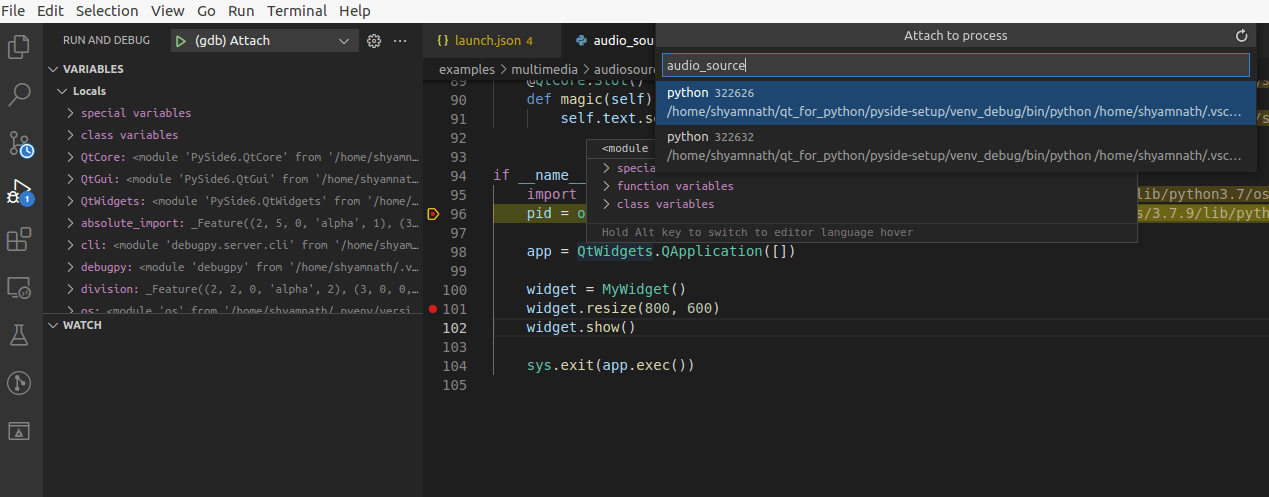 File Edit Selection View Go Run Terminal Help
RUN AND DEBUG (gdb) Attach ...
VARIABLES
Locals
special variables
class variables
QtCore: <module 'PySide6.QtCore' from '/home/shyamn...
QtGui: <module 'PySide6.QtGui' from '/home/shyamnat...
QtWidgets: <module 'PySide6.QtWidgets' from '/home/...
absolute_import: _Feature((2, 5, 0, 'alpha', 1), (3...
cli: <module 'debugpy.server.cli' from '/home/shyam...
debugpy: <module 'debugpy' from '/home/shyamnath/.v...
division: _Feature((2, 2, 0, 'alpha', 2), (3, 0, 0,...
os: <module 'os' from '/home/shyamnath/.pyenv/versi...
WATCH
1
launch.json 4
audio_sou
examples > multimedia > audiosour
89 @QtCore.Slot()
90 def magic(self)
91 self.text.se
92
93
94 if __name__
95 import lib/python3.7/os
96 pid = o s/3.7.9/lib/pyth
97
98 app = QtWidgets.QApplication([])
99
100 widget = MyWidget()
101 widget.resize(800, 600)
102 widget.show()
103
104 sys.exit(app.exec())
105
<module
specia
function variables
class variables
Hold Alt key to switch to editor language hover
Attach to process
audio_source
python 322626
/home/shyamnath/qt_for_python/pyside-setup/venv_debug/bin/python /home/shyamnath/.vsc...
python 322632
/home/shyamnath/qt_for_python/pyside-setup/venv_debug/bin/python /home/shyamnath/.vsc...